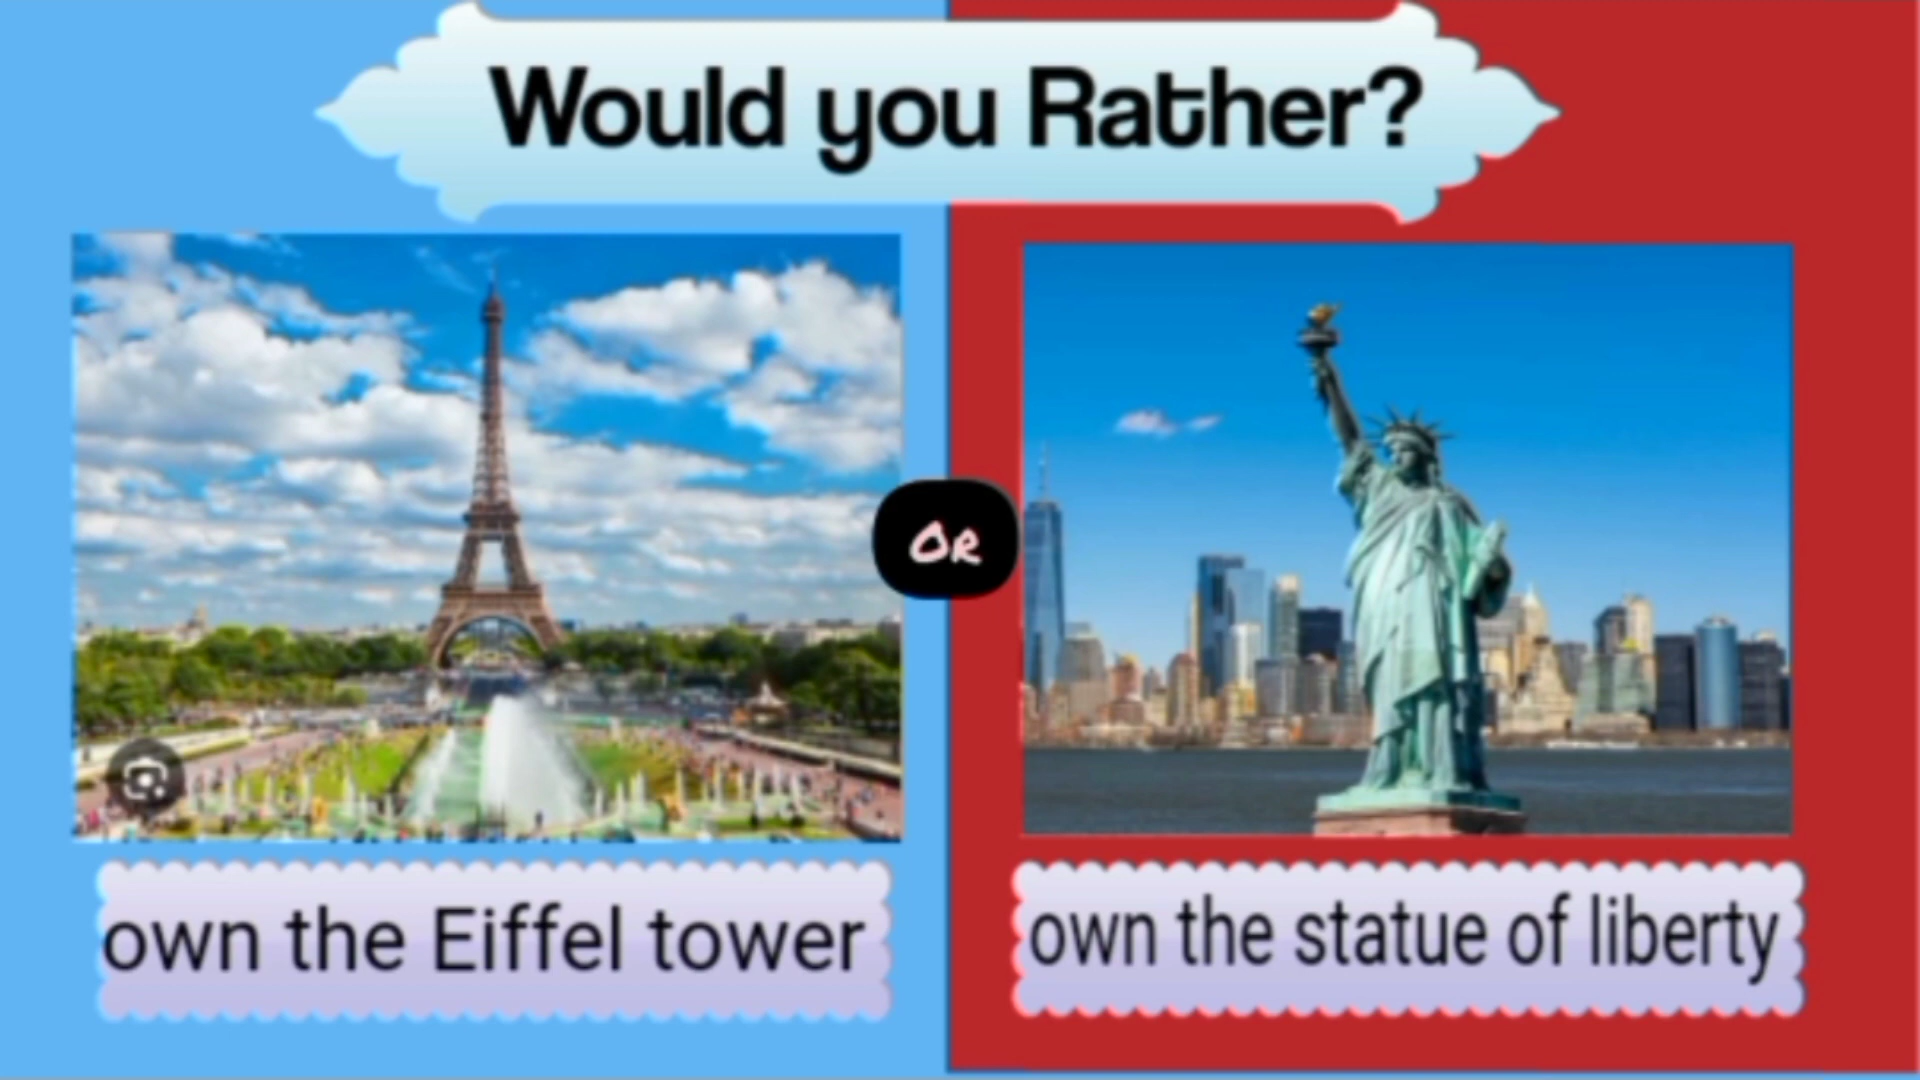 Would you Rather?
Or
own the Eiffel tower
own the statue of liberty